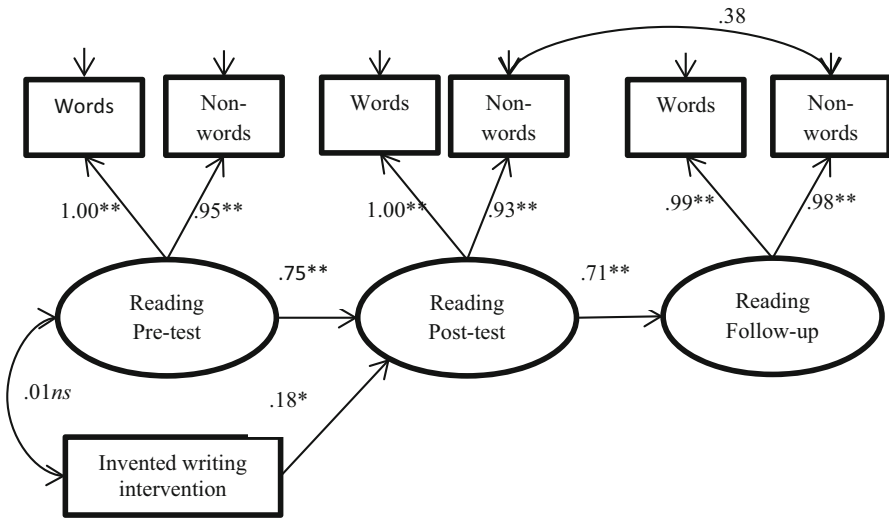 .38
Words
Non-
words
Words
Non-
words
Words
Non-
words
1.00**
.95**
1.00**
.93**
.99**
.98**
Reading
Pre-test
.75**
Reading
Post-test
.71**
Reading
Follow-up
.01ns
.18*
Invented writing
intervention